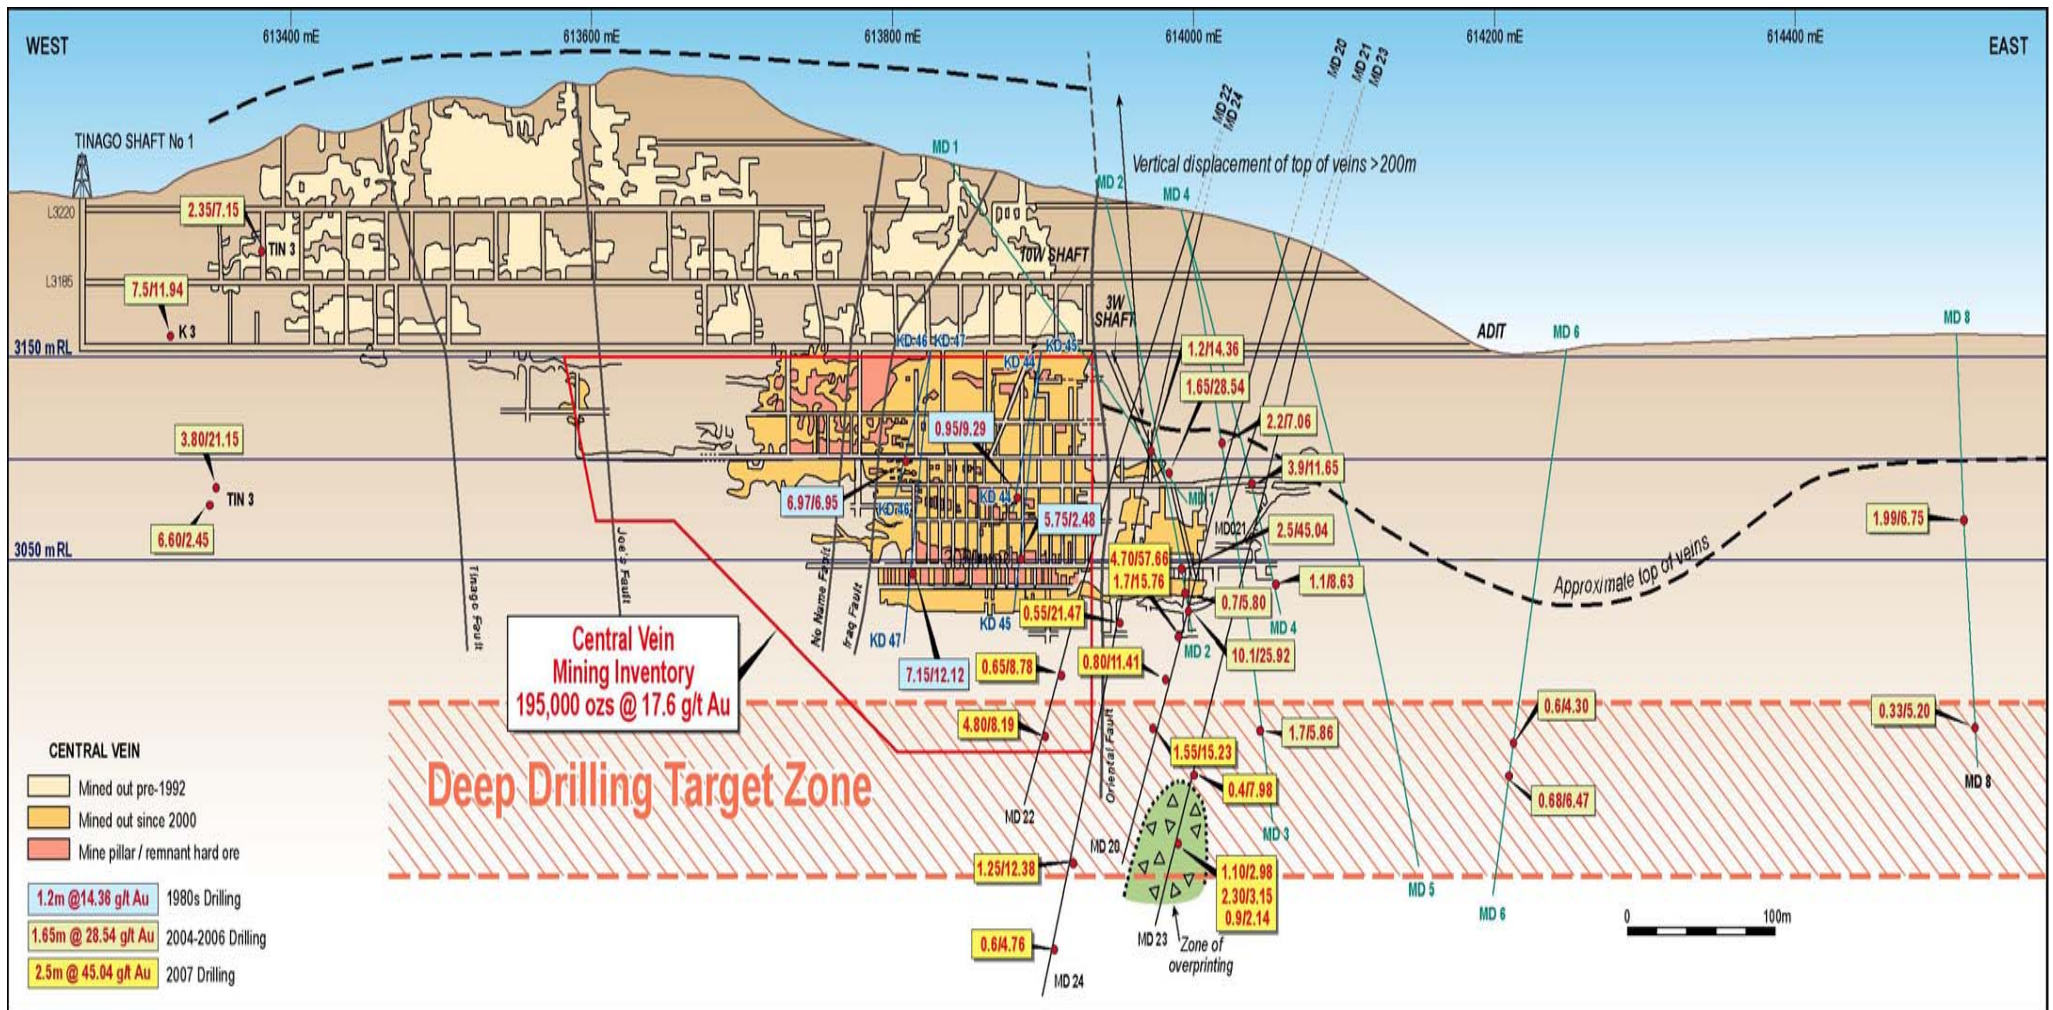 WEST
613400 mE
613600 mE
613800 mE
614000 mE
614200 mE
614400 mE
EAST
MD 20
MD 21
MD 23
MD 22
MD 24
TINAGO SHAFT No 1
MD 1
Vertical displacement of top of veins > 200m
MD 2
MD 4
L3220
2.35/7.15
TIN 3
10W SHAFT
L3185
7.5/11.94
K 3
3W
SHAFT
ADIT
MD 6
MD 8
3150 m RL
KD 46
KD 47
KD 45
KD 44
1.2/14.36
1.65/28.54
2.2/7.06
0.95/9.29
3.80/21.15
TIN 3
6.60/2.45
3.9/11.65
6.97/6.95
KD 44
KD 46
MD 1
5.75/2.48
MD021
2.5/45.04
1.99/6.75
3050 m RL
4.70/57.66
1.7/15.76
1.1/8.63
Approximate top of veins
Tinago Fault
Joe's Fault
No Name Fault
Iraq Fault
0.55/21.47
0.7/5.80
KD 45
MD 4
KD 47
MD 2
10.1/25.92
Central Vein
Mining Inventory
195,000 ozs @ 17.6 g/t Au
7.15/12.12
0.65/8.78
0.80/11.41
4.80/8.19
Oriental Fault
1.7/5.86
0.6/4.30
0.33/5.20
1.55/15.23
Deep Drilling Target Zone
0.4/7.98
0.68/6.47
MD 8
MD 22
MD 3
MD 20
1.25/12.38
1.10/2.98
2.30/3.15
0.9/2.14
MD 5
MD 6
0.6/4.76
MD 23
Zone of
overprinting
MD 24
0
100m
CENTRAL VEIN
Mined out pre-1992
Mined out since 2000
Mine pillar / remnant hard ore
1.2m @14.36 g/t Au
1980s Drilling
1.65m @ 28.54 g/t Au
2004-2006 Drilling
2.5m @ 45.04 g/t Au
2007 Drilling